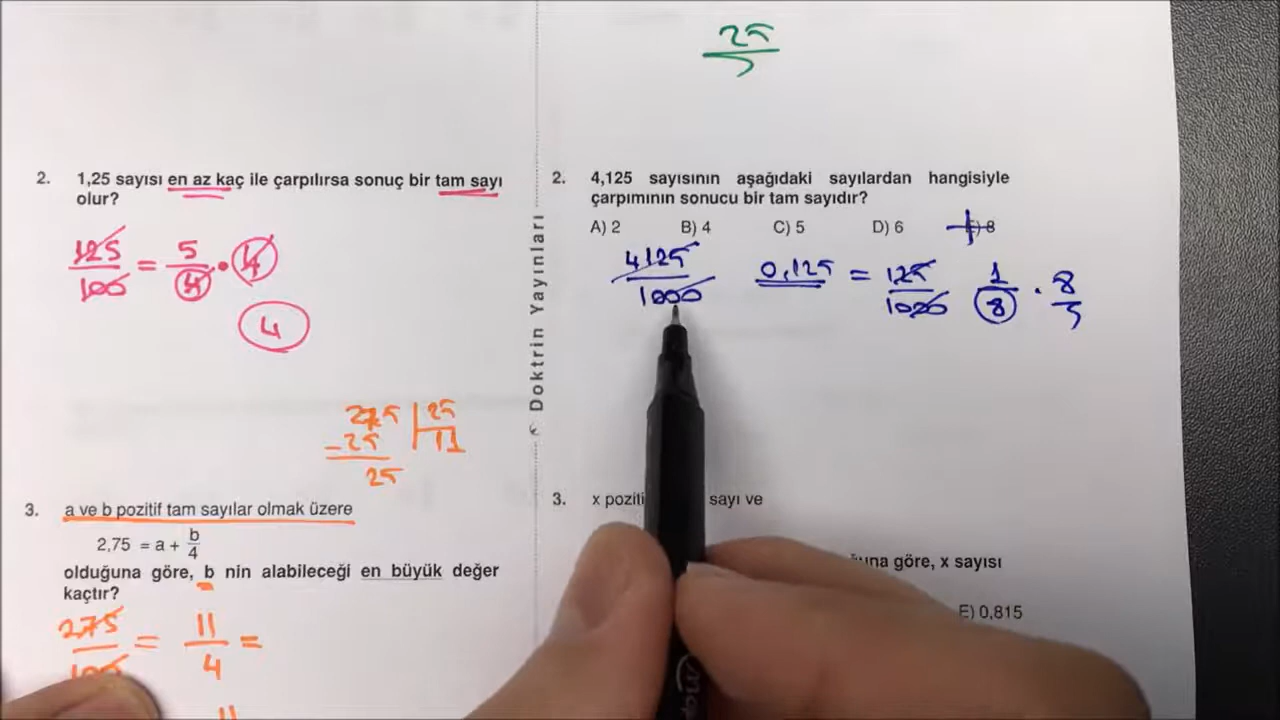 25
2. 1,25 sayısı en az kaç ile çarpılırsa sonuç bir tam sayı
olur?
125/100 = 5/4 · 4
4
275 | 25
-25 11
25
3. a ve b pozitif tam sayılar olmak üzere
2,75 = a + b/4
olduğuna göre, b nin alabileceği en büyük değer
kaçtır?
275/100 = 11/4 =
11
Doktrin Yayınları
2. 4,125 sayısının aşağıdaki sayılardan hangisiyle
çarpımının sonucu bir tam sayıdır?
A) 2 B) 4 C) 5 D) 6 E) 8
4125/1000 0,125 = 125/1000 1/8 · 8
3. x poziti sayı ve
una göre, x sayısı
E) 0,815